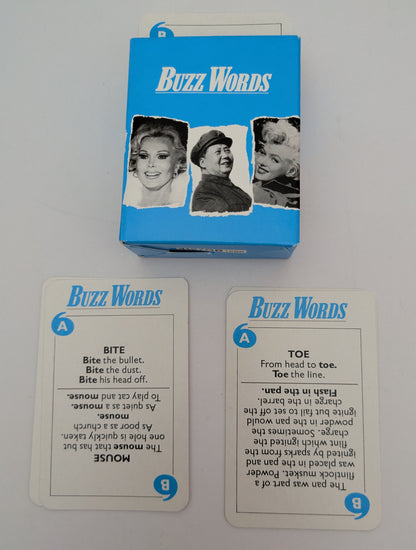 B
BUZZ WORDS
BUZZ WORDS
A
BITE
Bite the bullet.
Bite the dust.
Bite his head off.
B
MOUSE
The mouse that has but
one hole is quickly taken.
As poor as a church
mouse.
As quiet as a mouse.
To play cat and mouse.
BUZZ WORDS
A
TOE
From head to toe.
Toe the line.
B
The pan was a part of a
flintlock musket. Powder
was placed in the pan and
ignited by sparks from the
flint which ignited the
charge. Sometimes the
powder in the pan would
ignite but fail to set off the
charge in the barrel.
Flash in the pan.